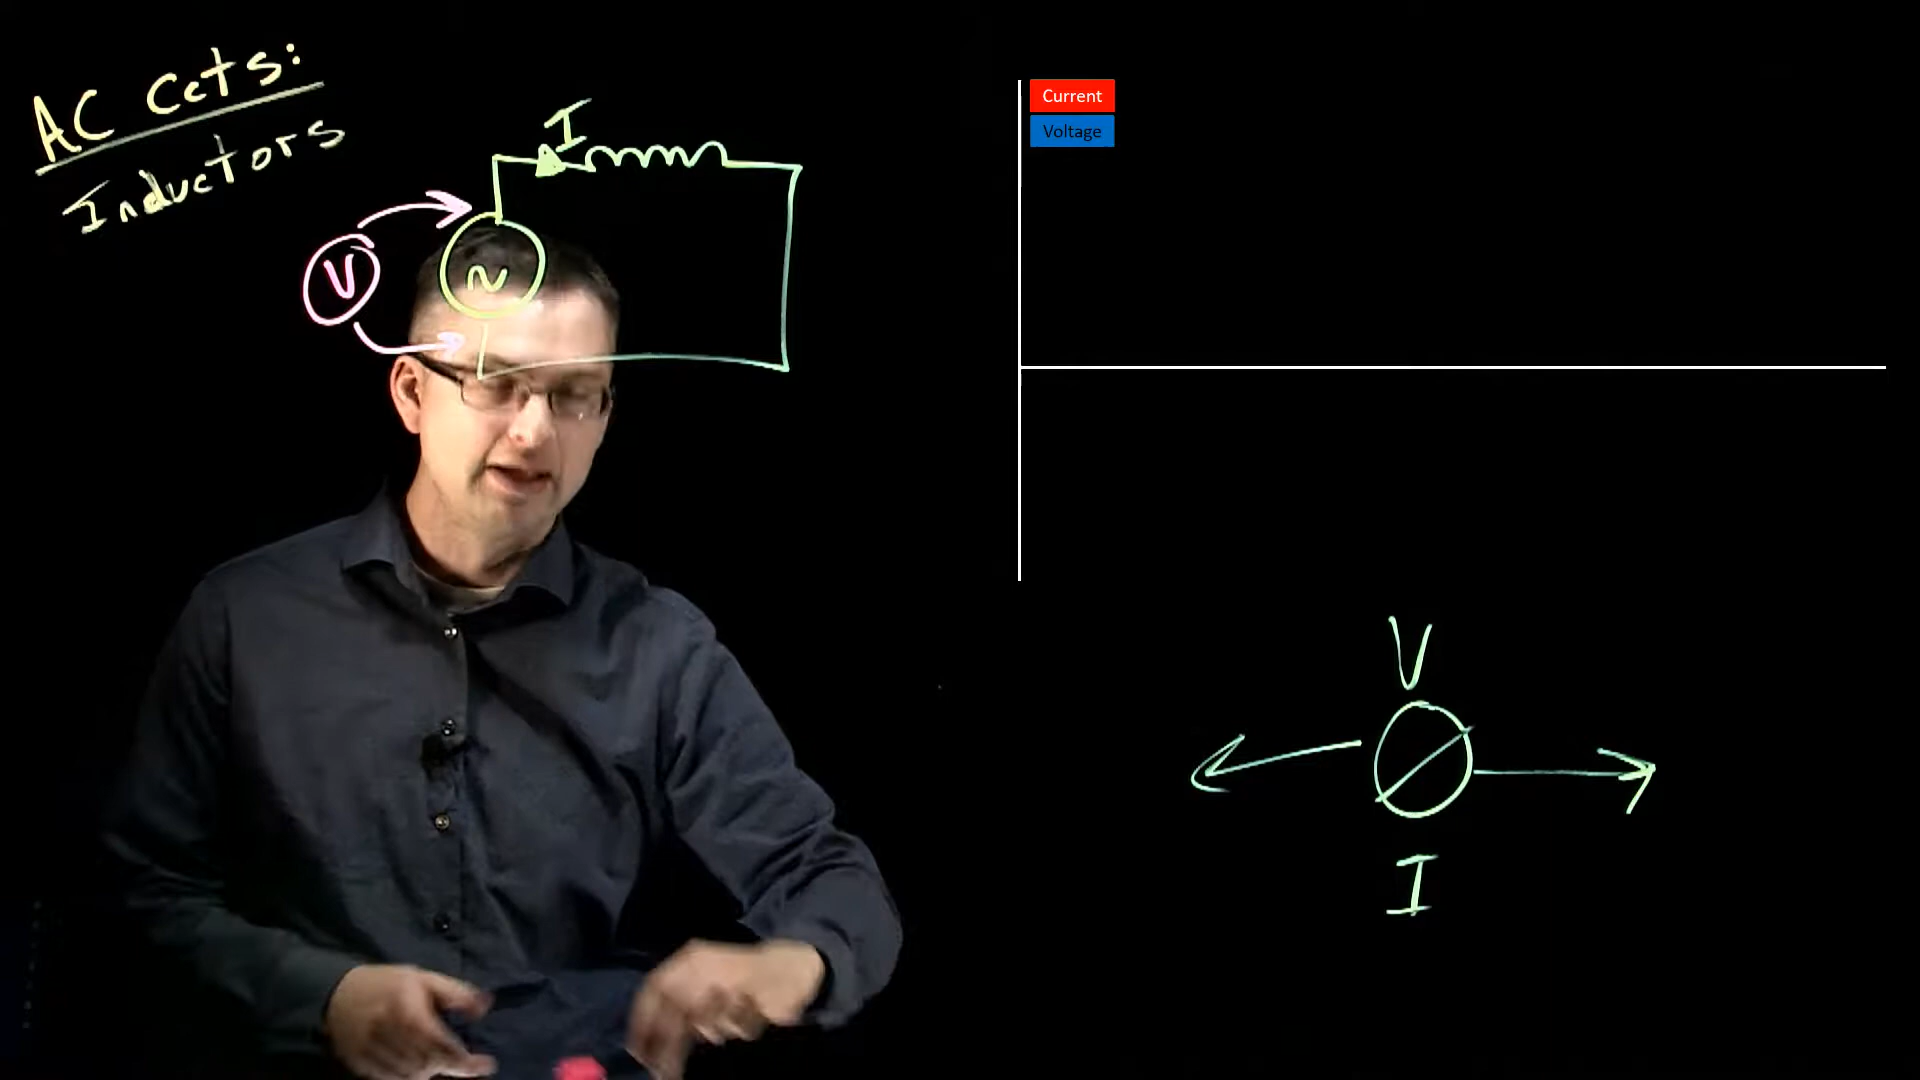 AC Ccts:
Inductors
I
V
~
Current
Voltage
V
I